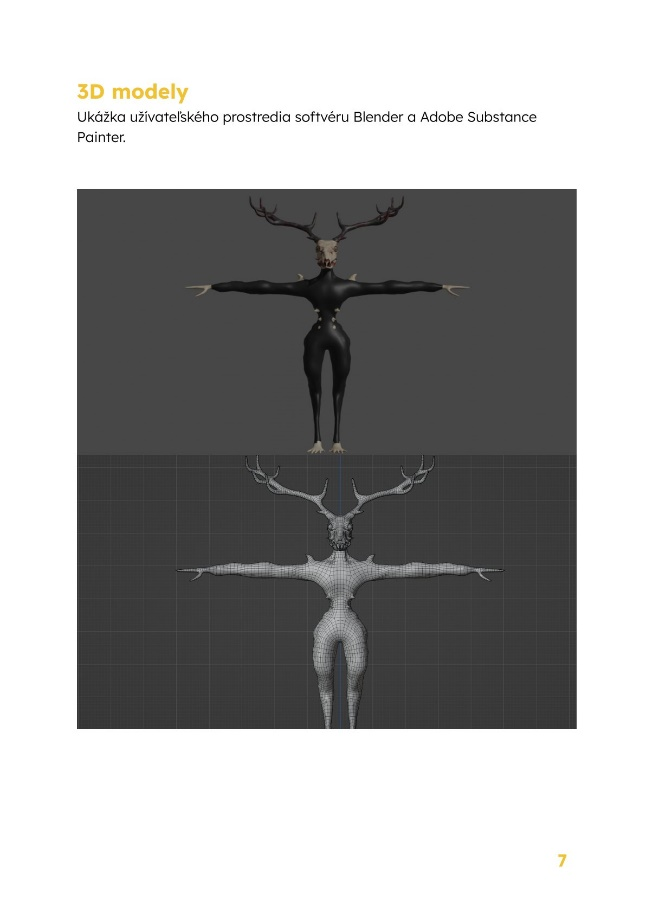 3D modely
Ukážka užívateľského prostredia softvéru Blender a Adobe Substance
Painter.
7